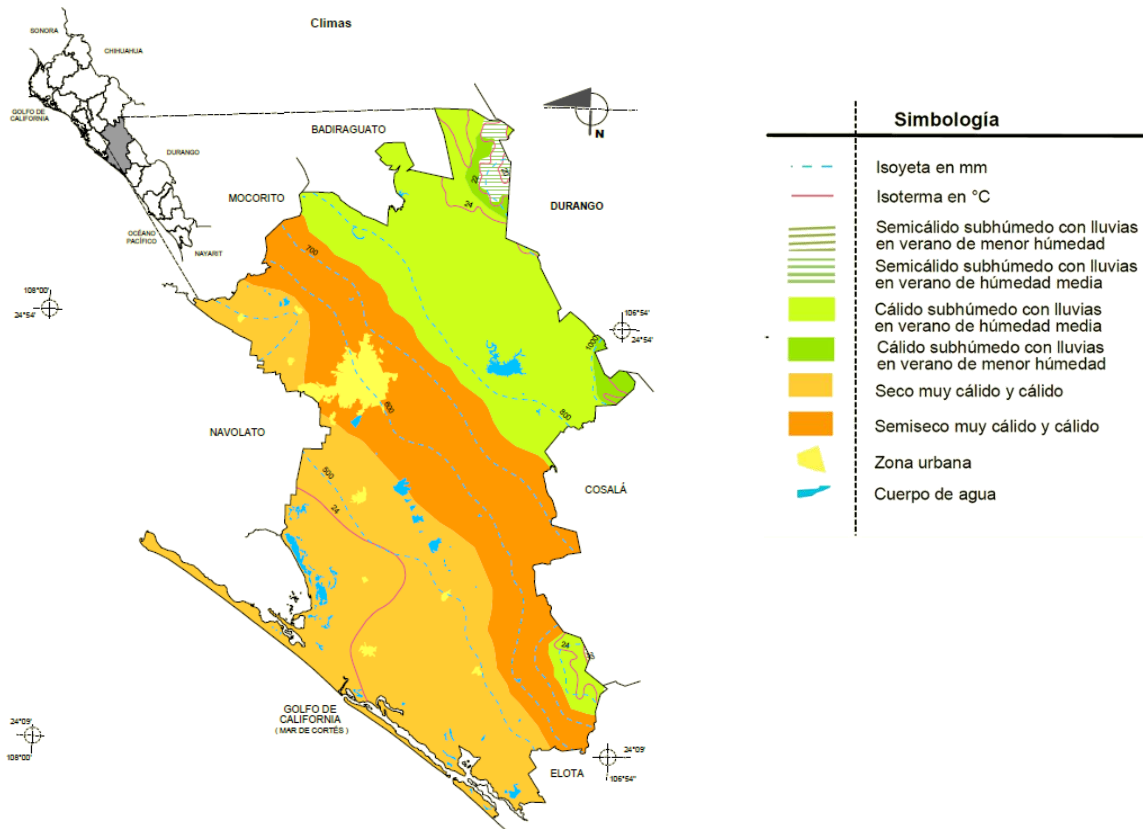 Climas
SONORA
CHIHUAHUA
GOLFO DE
CALIFORNIA
DURANGO
OCÉANO
PACÍFICO
NAYARIT
BADIRAGUATO
MOCORITO
DURANGO
N
108°00'
24°54'
106°54'
24°54'
24
22
700
1000
800
600
500
24
NAVOLATO
COSALÁ
24
GOLFO DE
CALIFORNIA
( MAR DE CORTÉS )
ELOTA
24°09'
108°00'
24°09'
106°54"
Simbología
Isoyeta en mm
Isoterma en °C
Semicálido subhúmedo con lluvias
en verano de menor húmedad
Semicálido subhúmedo con lluvias
en verano de húmedad media
Cálido subhúmedo con lluvias
en verano de húmedad media
Cálido subhúmedo con lluvias
en verano de menor húmedad
Seco muy cálido y cálido
Semiseco muy cálido y cálido
Zona urbana
Cuerpo de agua